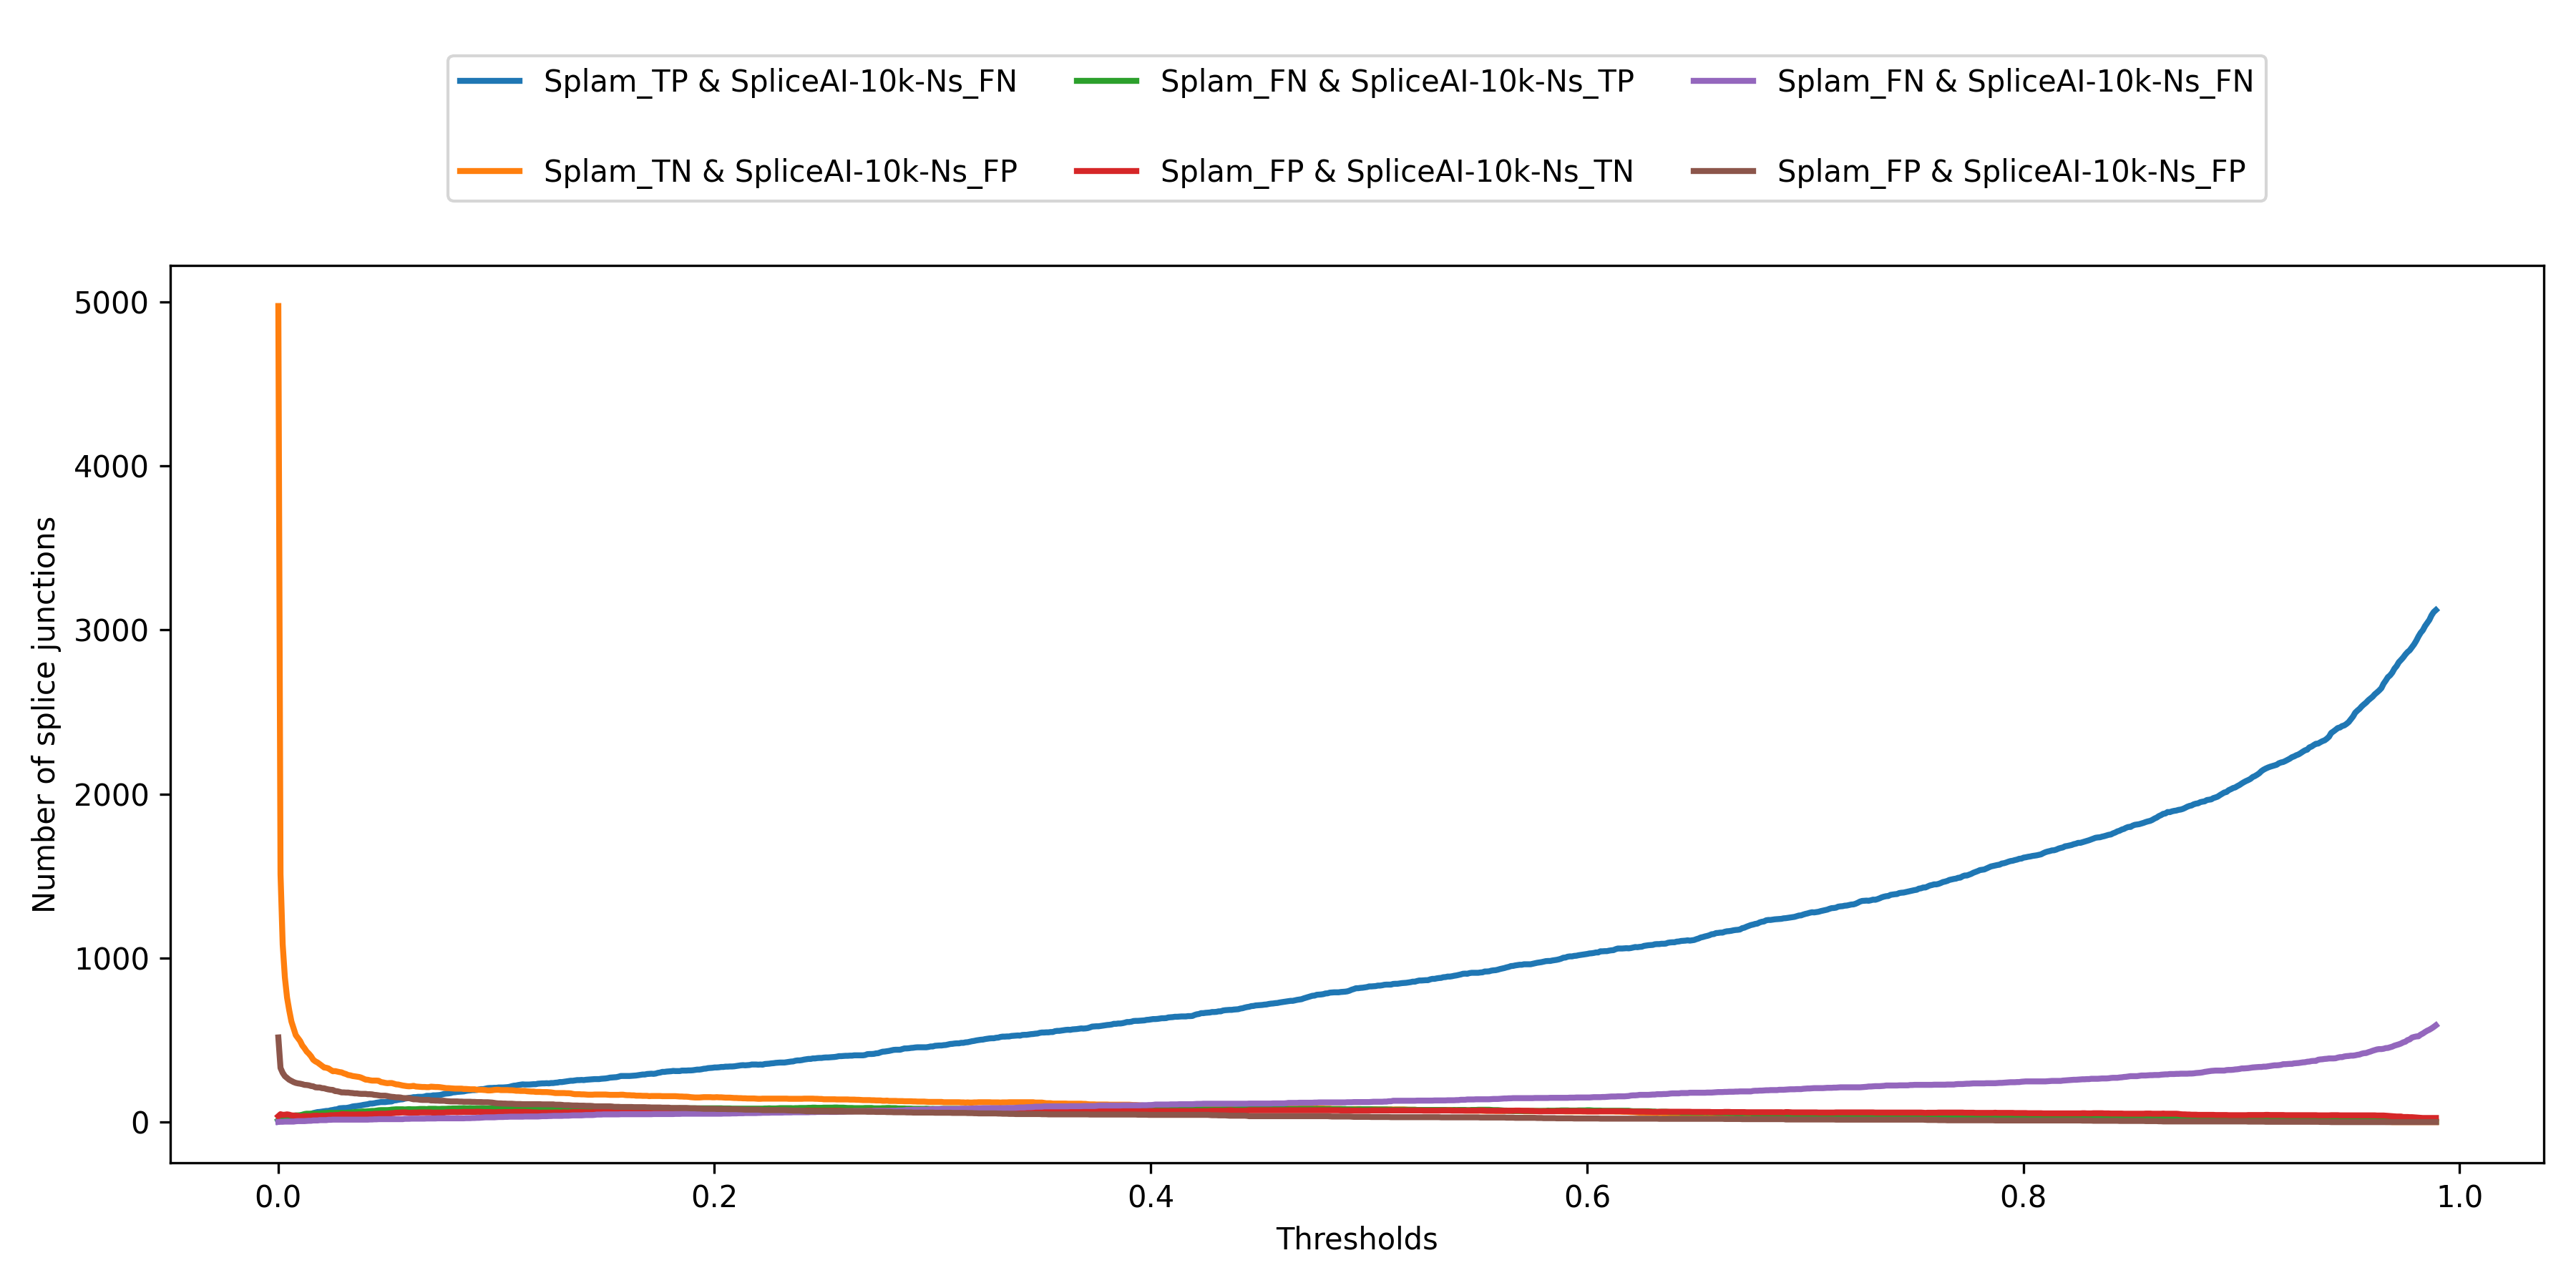 Splam_TP & SpliceAI-10k-Ns_FN
Splam_FN & SpliceAI-10k-Ns_TP
Splam_FN & SpliceAI-10k-Ns_FN
Splam_TN & SpliceAI-10k-Ns_FP
Splam_FP & SpliceAI-10k-Ns_TN
Splam_FP & SpliceAI-10k-Ns_FP
Number of splice junctions
5000
4000
3000
2000
1000
0
0.0
0.2
0.4
0.6
0.8
1.0
Thresholds